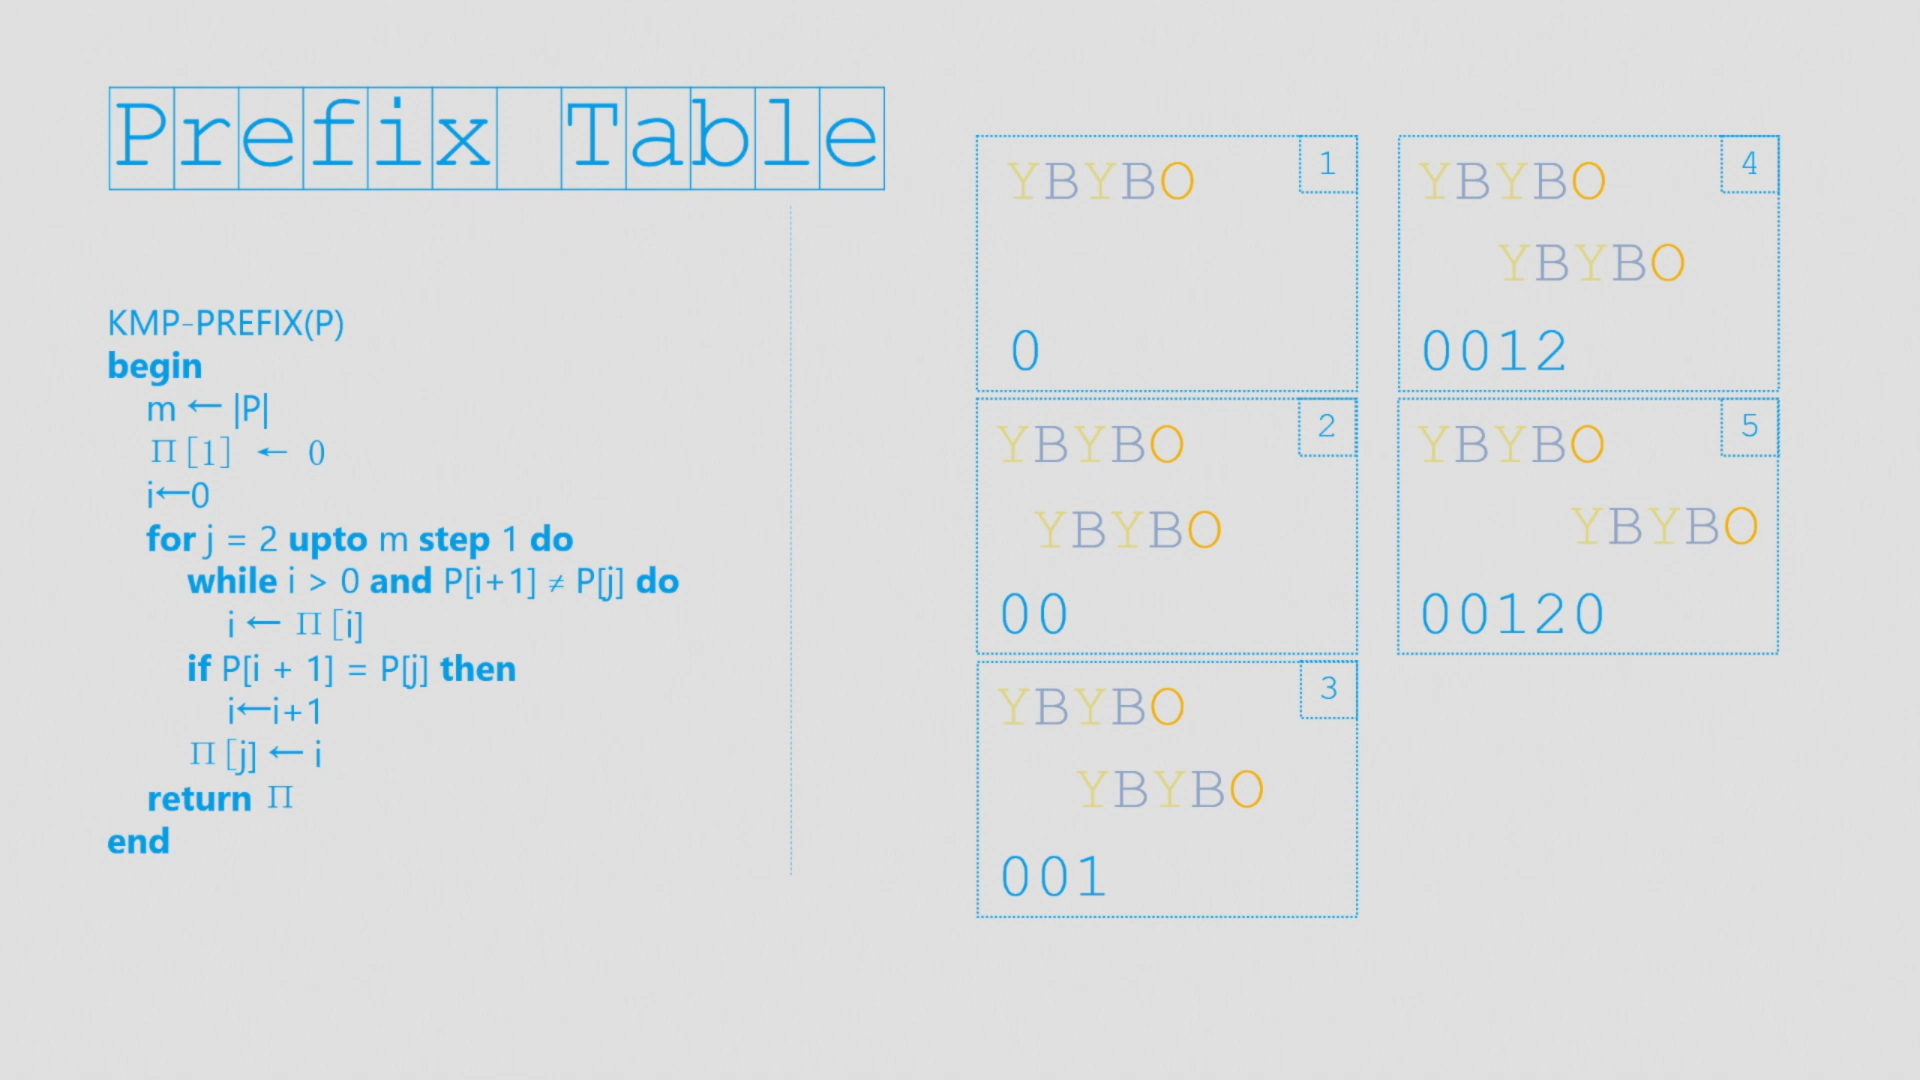 Prefix Table
KMP-PREFIX(P)
begin
m ← |P|
Π[1] ← 0
i←0
for j = 2 upto m step 1 do
while i > 0 and P[i+1] ≠ P[j] do
i ← Π[i]
if P[i + 1] = P[j] then
i←i+1
Π[j] ← i
return Π
end
1
YBYBO
0
2
YBYBO
YBYBO
00
3
YBYBO
YBYBO
001
4
YBYBO
YBYBO
0012
5
YBYBO
YBYBO
00120